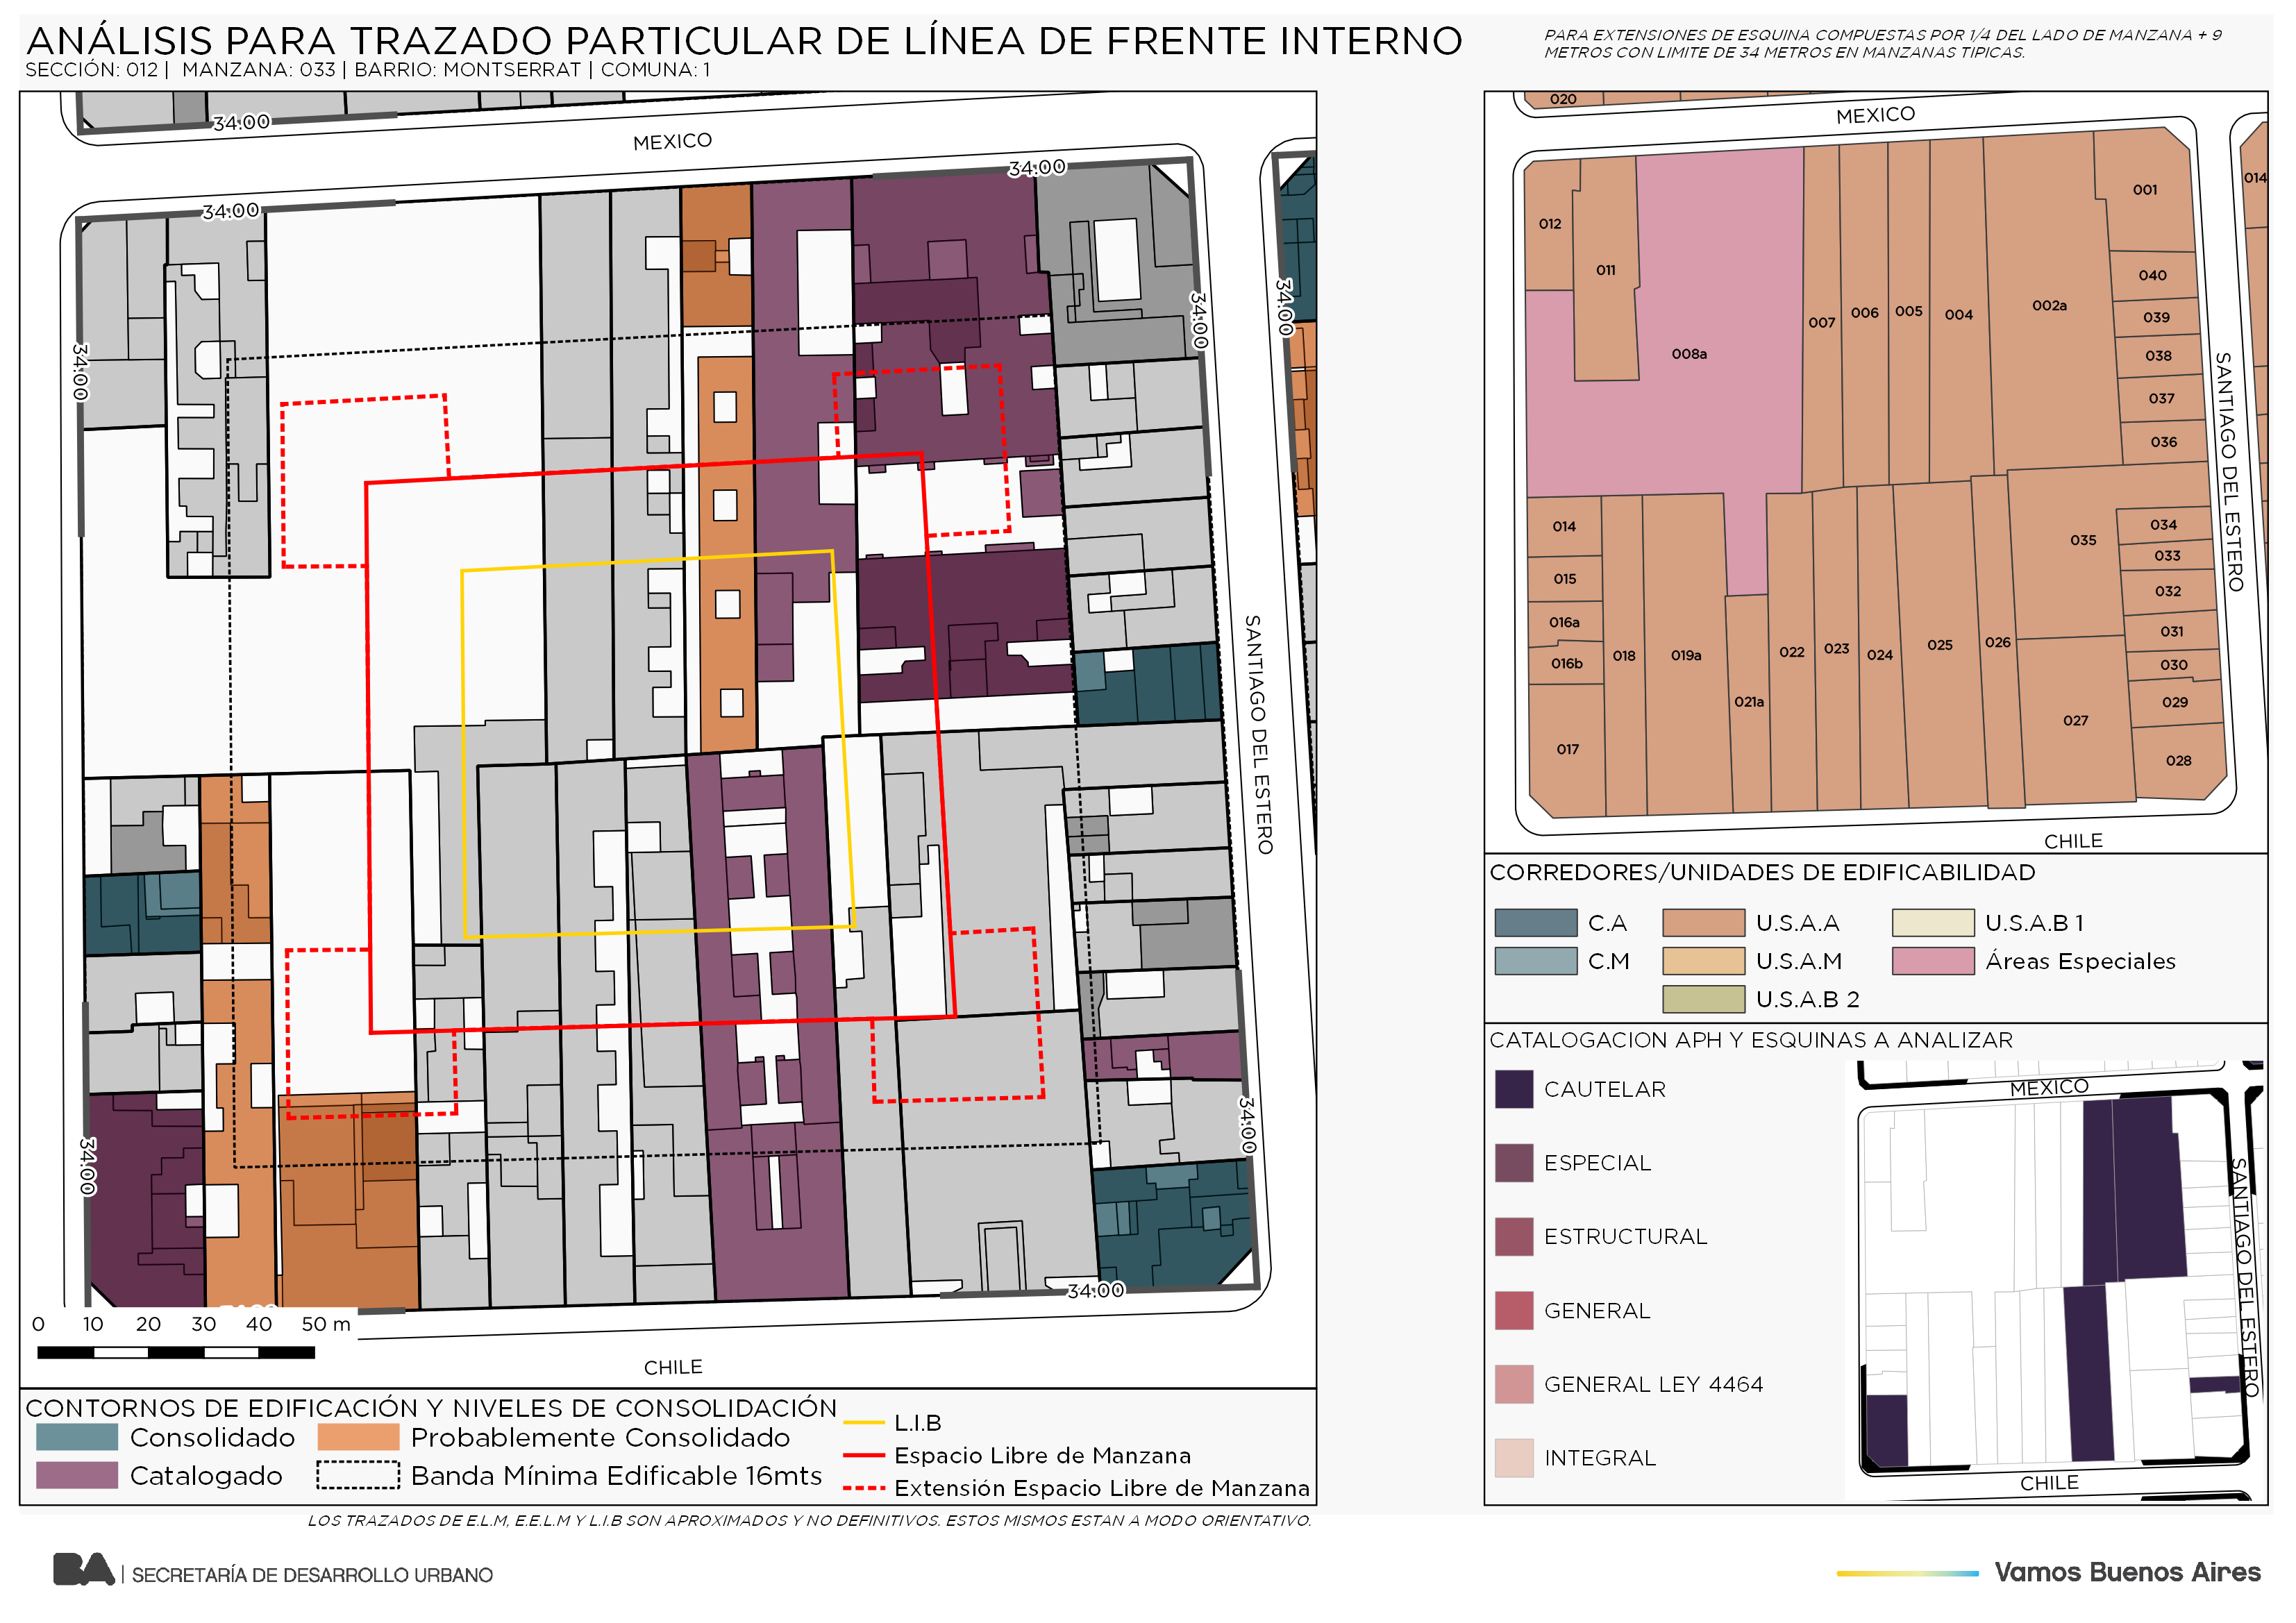 ANÁLISIS PARA TRAZADO PARTICULAR DE LÍNEA DE FRENTE INTERNO
SECCIÓN: 012 | MANZANA: 033 | BARRIO: MONTSERRAT | COMUNA: 1
PARA EXTENSIONES DE ESQUINA COMPUESTAS POR 1/4 DEL LADO DE MANZANA + 9
METROS CON LIMITE DE 34 METROS EN MANZANAS TIPICAS.
34.00
MEXICO
34.00
34.00
34.00
34.00
34.00
SANTIAGO DEL ESTERO
34.00
34.00
34.00
0 10 20 30 40 50 m
CHILE
CONTORNOS DE EDIFICACIÓN Y NIVELES DE CONSOLIDACIÓN
Consolidado
Probablemente Consolidado
Catalogado
Banda Mínima Edificable 16mts
L.I.B
Espacio Libre de Manzana
Extensión Espacio Libre de Manzana
LOS TRAZADOS DE E.L.M, E.E.L.M Y L.I.B SON APROXIMADOS Y NO DEFINITIVOS. ESTOS MISMOS ESTAN A MODO ORIENTATIVO.
020
MEXICO
014
001
012
011
040
002a
007
006
005
004
039
008a
038
037
036
SANTIAGO DEL ESTERO
014
035
034
033
015
032
016a
031
016b
018
019a
022
023
024
025
026
030
021a
029
027
017
028
CHILE
CORREDORES/UNIDADES DE EDIFICABILIDAD
C.A
U.S.A.A
U.S.A.B 1
C.M
U.S.A.M
Áreas Especiales
U.S.A.B 2
CATALOGACION APH Y ESQUINAS A ANALIZAR
CAUTELAR
ESPECIAL
ESTRUCTURAL
GENERAL
GENERAL LEY 4464
INTEGRAL
MEXICO
SANTIAGO DEL ESTERO
CHILE
BA | SECRETARÍA DE DESARROLLO URBANO
Vamos Buenos Aires